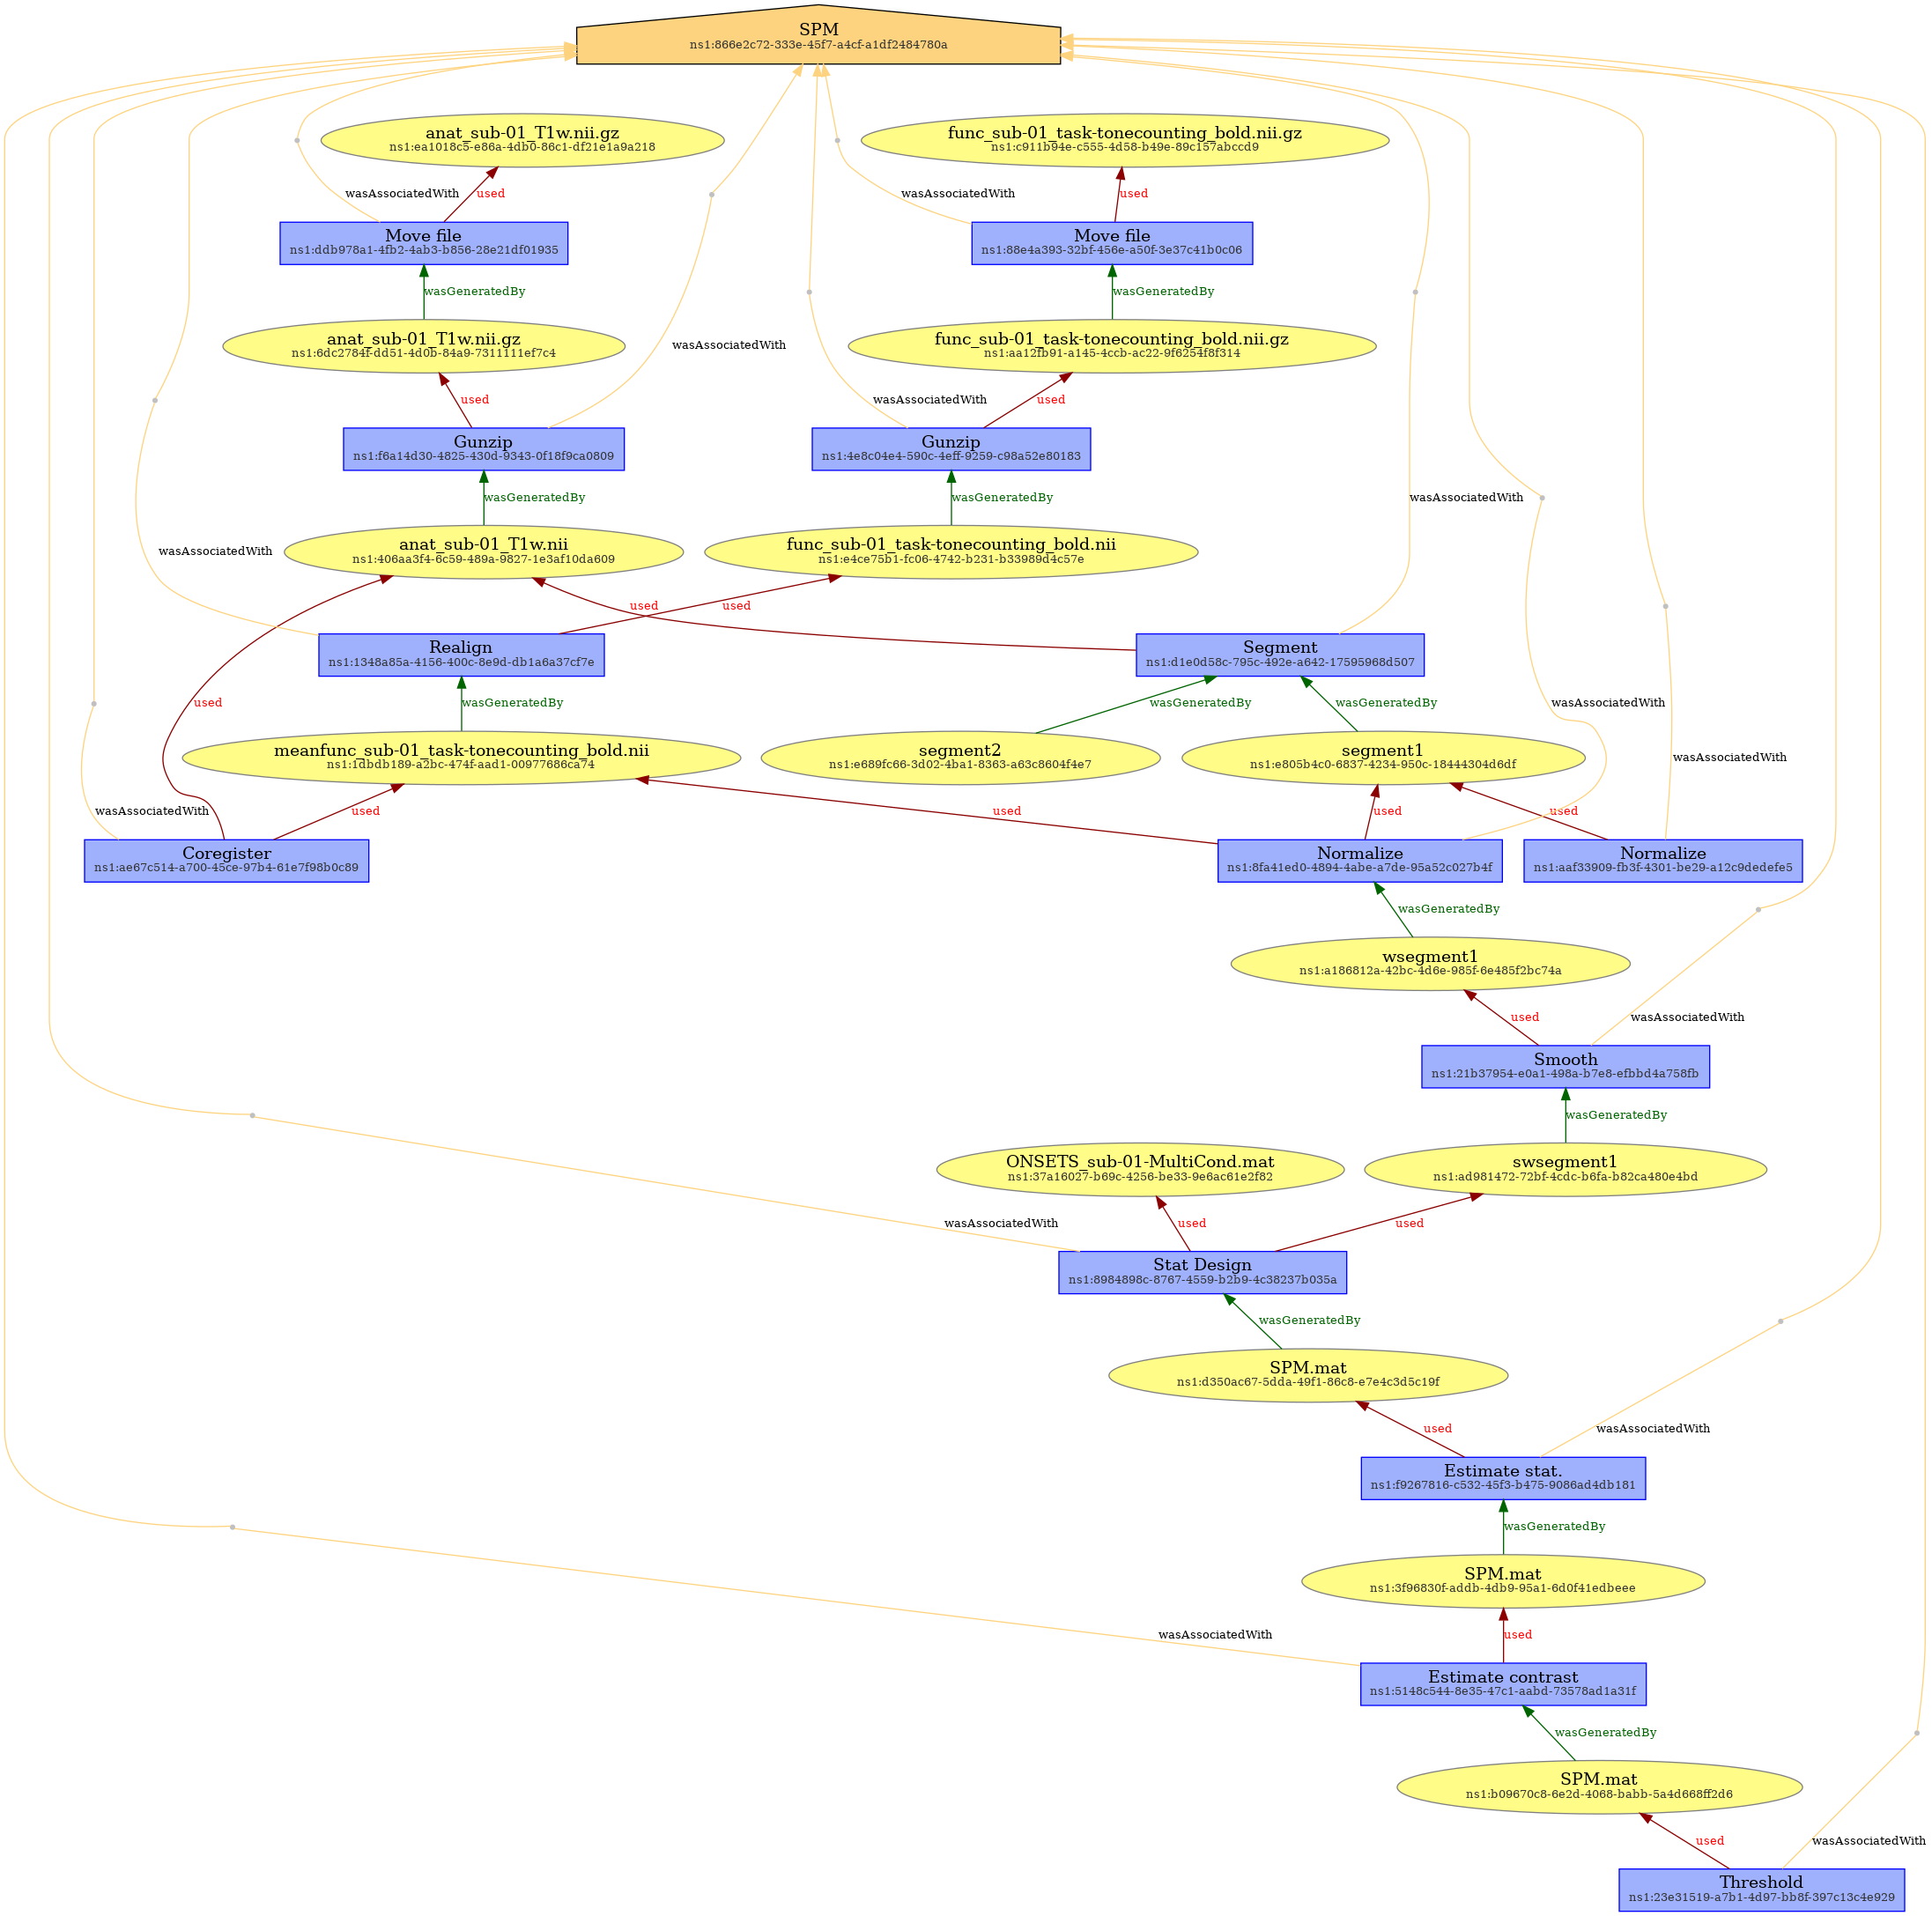 SPM
ns1:866e2c72-333e-45f7-a4cf-a1df2484780a
anat_sub-01_T1w.nii.gz
ns1:ea1018c5-e86a-4db0-86c1-df21e1a9a218
func_sub-01_task-tonecounting_bold.nii.gz
ns1:c911b94e-c555-4d58-b49e-89c157abccd9
wasAssociatedWith
used
wasAssociatedWith
used
Move file
ns1:ddb978a1-4fb2-4ab3-b856-28e21df01935
Move file
ns1:88e4a393-32bf-456e-a50f-3e37c41b0c06
wasGeneratedBy
wasGeneratedBy
anat_sub-01_T1w.nii.gz
ns1:6dc2784f-dd51-4d0b-84a9-7311111ef7c4
wasAssociatedWith
func_sub-01_task-tonecounting_bold.nii.gz
ns1:aa12fb91-a145-4ccb-ac22-9f6254f8f314
used
wasAssociatedWith
used
Gunzip
ns1:f6a14d30-4825-430d-9343-0f18f9ca0809
Gunzip
ns1:4e8c04e4-590c-4eff-9259-c98a52e80183
wasGeneratedBy
wasGeneratedBy
wasAssociatedWith
wasAssociatedWith
anat_sub-01_T1w.nii
ns1:406aa3f4-6c59-489a-9827-1e3af10da609
func_sub-01_task-tonecounting_bold.nii
ns1:e4ce75b1-fc06-4742-b231-b33989d4c57e
used
used
Realign
ns1:1348a85a-4156-400c-8e9d-db1a6a37cf7e
Segment
ns1:d1e0d58c-795c-492e-a642-17595968d507
used
wasGeneratedBy
wasGeneratedBy
wasGeneratedBy
wasAssociatedWith
meanfunc_sub-01_task-tonecounting_bold.nii
ns1:1dbdb189-a2bc-474f-aad1-00977686ca74
segment2
ns1:e689fc66-3d02-4ba1-8363-a63c8604f4e7
segment1
ns1:e805b4c0-6837-4234-950c-18444304d6df
wasAssociatedWith
wasAssociatedWith
used
used
used
used
Coregister
ns1:ae67c514-a700-45ce-97b4-61e7f98b0c89
Normalize
ns1:8fa41ed0-4894-4abe-a7de-95a52c027b4f
Normalize
ns1:aaf33909-fb3f-4301-be29-a12c9dedefe5
wasGeneratedBy
wsegment1
ns1:a186812a-42bc-4d6e-985f-6e485f2bc74a
used
wasAssociatedWith
Smooth
ns1:21b37954-e0a1-498a-b7e8-efbbd4a758fb
wasGeneratedBy
ONSETS_sub-01-MultiCond.mat
ns1:37a16027-b69c-4256-be33-9e6ac61e2f82
swsegment1
ns1:ad981472-72bf-4cdc-b6fa-b82ca480e4bd
wasAssociatedWith
used
used
Stat Design
ns1:8984898c-8767-4559-b2b9-4c38237b035a
wasGeneratedBy
SPM.mat
ns1:d350ac67-5dda-49f1-86c8-e7e4c3d5c19f
used
wasAssociatedWith
Estimate stat.
ns1:f9267816-c532-45f3-b475-9086ad4db181
wasGeneratedBy
SPM.mat
ns1:3f96830f-addb-4db9-95a1-6d0f41edbeee
wasAssociatedWith
used
Estimate contrast
ns1:5148c544-8e35-47c1-aabd-73578ad1a31f
wasGeneratedBy
SPM.mat
ns1:b09670c8-6e2d-4068-babb-5a4d668ff2d6
used
wasAssociatedWith
Threshold
ns1:23e31519-a7b1-4d97-bb8f-397c13c4e929